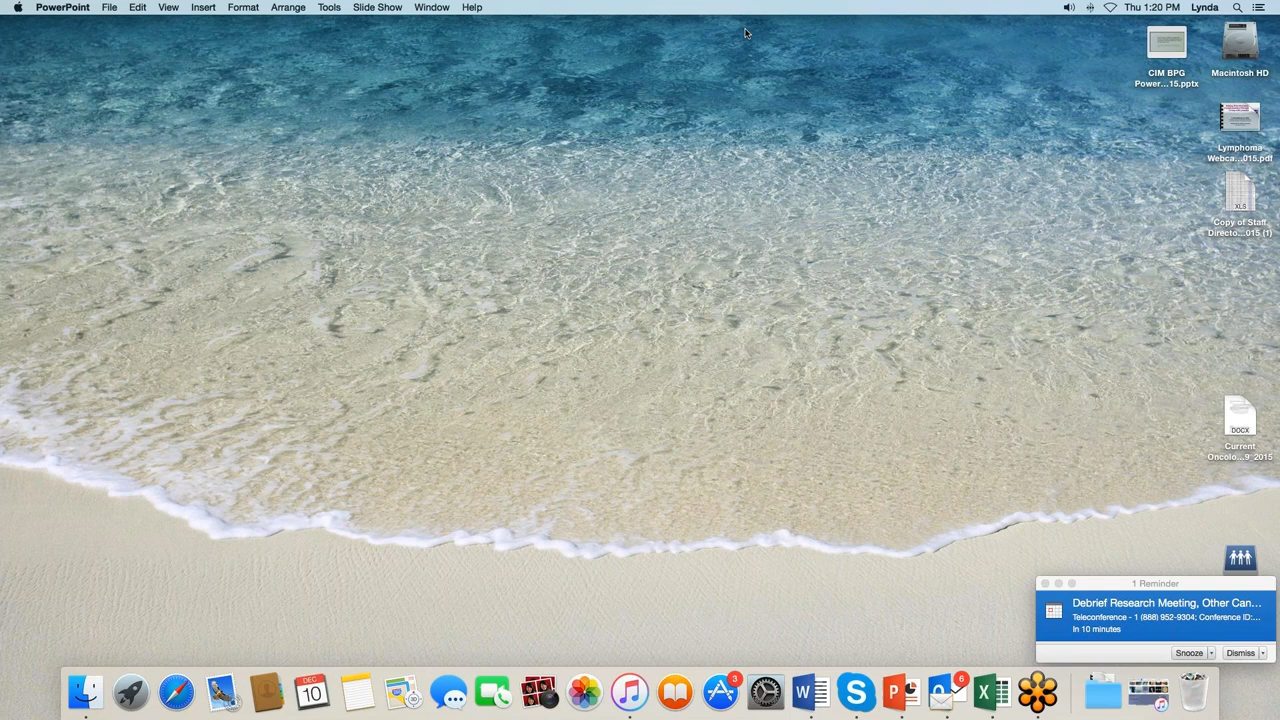 PowerPoint File Edit View Insert Format Arrange Tools Slide Show Window Help Thu 1:20 PM Lynda
CIM BPG
Power...15.pptx
Macintosh HD
Lymphoma
Webca...015.pdf
XLS
Copy of Staff
Directo...015 (1)
DOCX
Current
Oncolo...9_2015
1 Reminder
Debrief Research Meeting, Other Can...
Teleconference - 1 (888) 952-9304; Conference ID:...
In 10 minutes
Snooze Dismiss
DEC
10
3
6